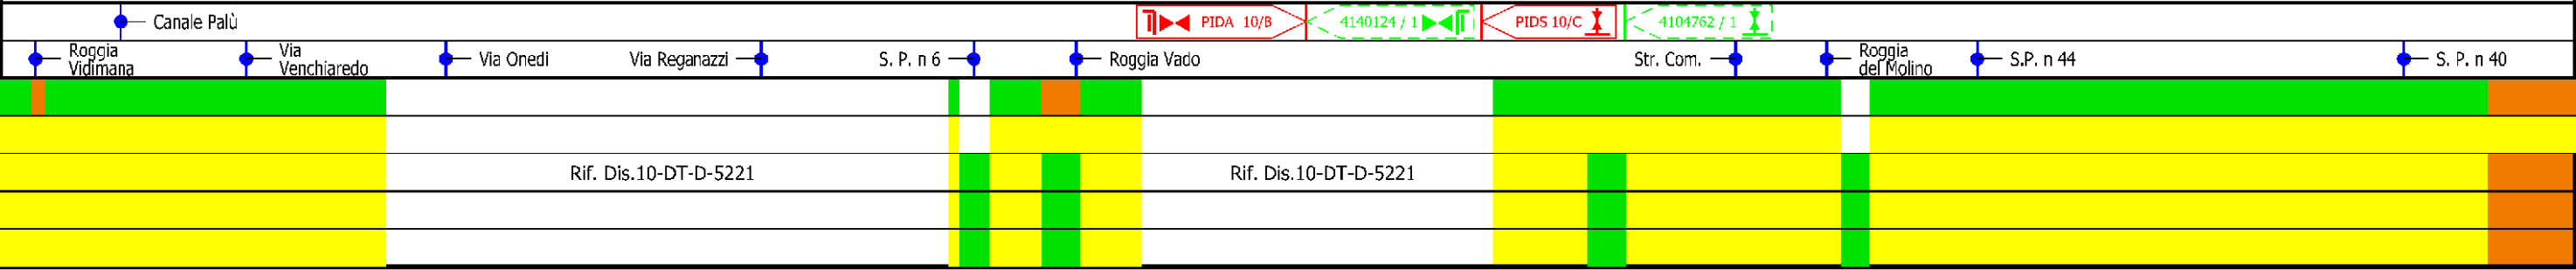 Canale Palù
PIDA 10/B
4140124 / 1
PIDS 10/C
4104762 / 1
Roggia
Vidimana
Via
Venchiaredo
Via Onedi
Via Reganazzi
S. P. n 6
Roggia Vado
Str. Com.
Roggia
del Molino
S.P. n 44
S. P. n 40
Rif. Dis.10-DT-D-5221
Rif. Dis.10-DT-D-5221